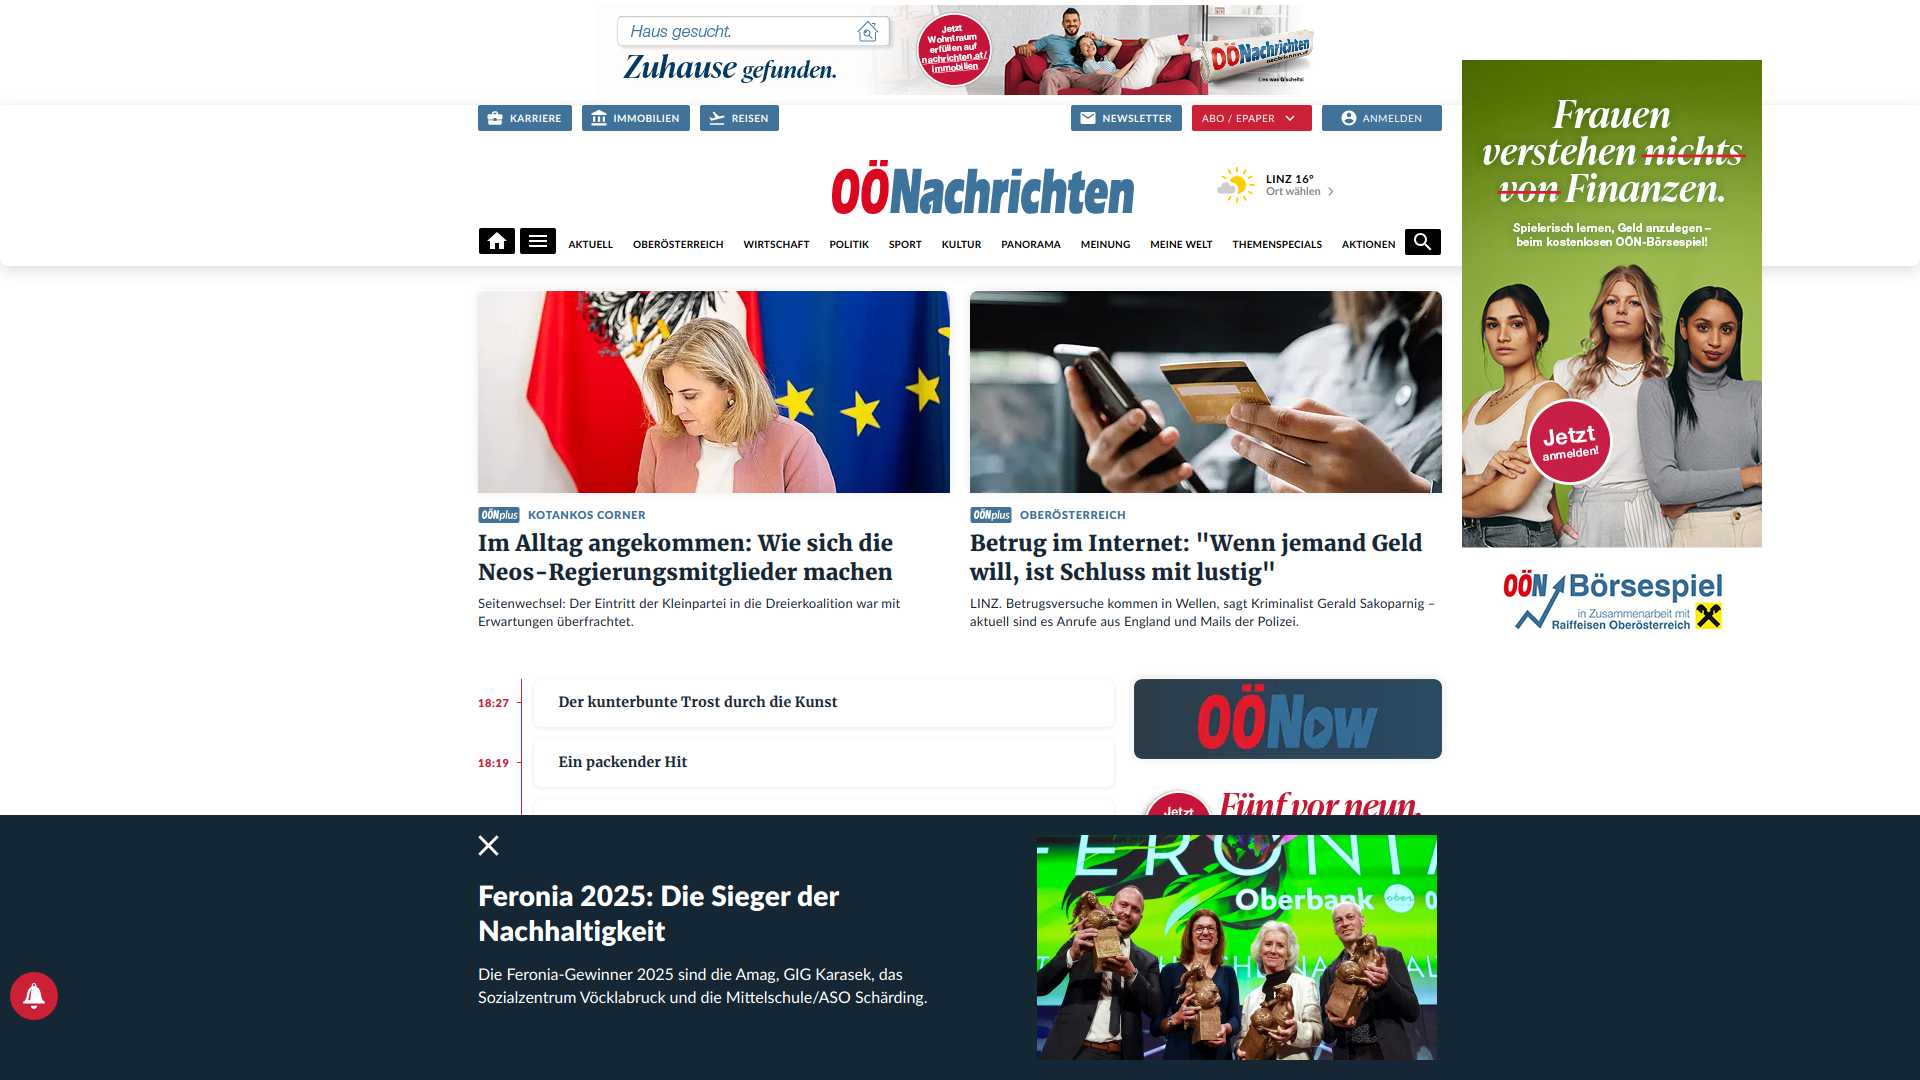 Haus gesucht.
Zuhause gefunden.
Jetzt
Wohntraum
erfüllen auf
nachrichten.at/
immobilien
OÖNachrichten
Lies was G'scheits!
KARRIERE
IMMOBILIEN
REISEN
NEWSLETTER
ABO / EPAPER
ANMELDEN
OÖNachrichten
LINZ 16°
Ort wählen
AKTUELL
OBERÖSTERREICH
WIRTSCHAFT
POLITIK
SPORT
KULTUR
PANORAMA
MEINUNG
MEINE WELT
THEMENSPECIALS
AKTIONEN
Frauen
verstehen nichts
von Finanzen.
Spielerisch lernen, Geld anzulegen –
beim kostenlosen OÖN-Börsespiel!
Jetzt
anmelden!
OÖN Börsespiel
in Zusammenarbeit mit
Raiffeisen Oberösterreich
OÖNplus KOTANKOS CORNER
Im Alltag angekommen: Wie sich die
Neos-Regierungsmitglieder machen
Seitenwechsel: Der Eintritt der Kleinpartei in die Dreierkoalition war mit
Erwartungen überfrachtet.
OÖNplus OBERÖSTERREICH
Betrug im Internet: "Wenn jemand Geld
will, ist Schluss mit lustig"
LINZ. Betrugsversuche kommen in Wellen, sagt Kriminalist Gerald Sakoparnig –
aktuell sind es Anrufe aus England und Mails der Polizei.
18:27 Der kunterbunte Trost durch die Kunst
18:19 Ein packender Hit
OÖNow
Jetzt
Fünf vor neun.
Feronia 2025: Die Sieger der
Nachhaltigkeit
Die Feronia-Gewinner 2025 sind die Amag, GIG Karasek, das
Sozialzentrum Vöcklabruck und die Mittelschule/ASO Schärding.
FERONIA
Oberbank